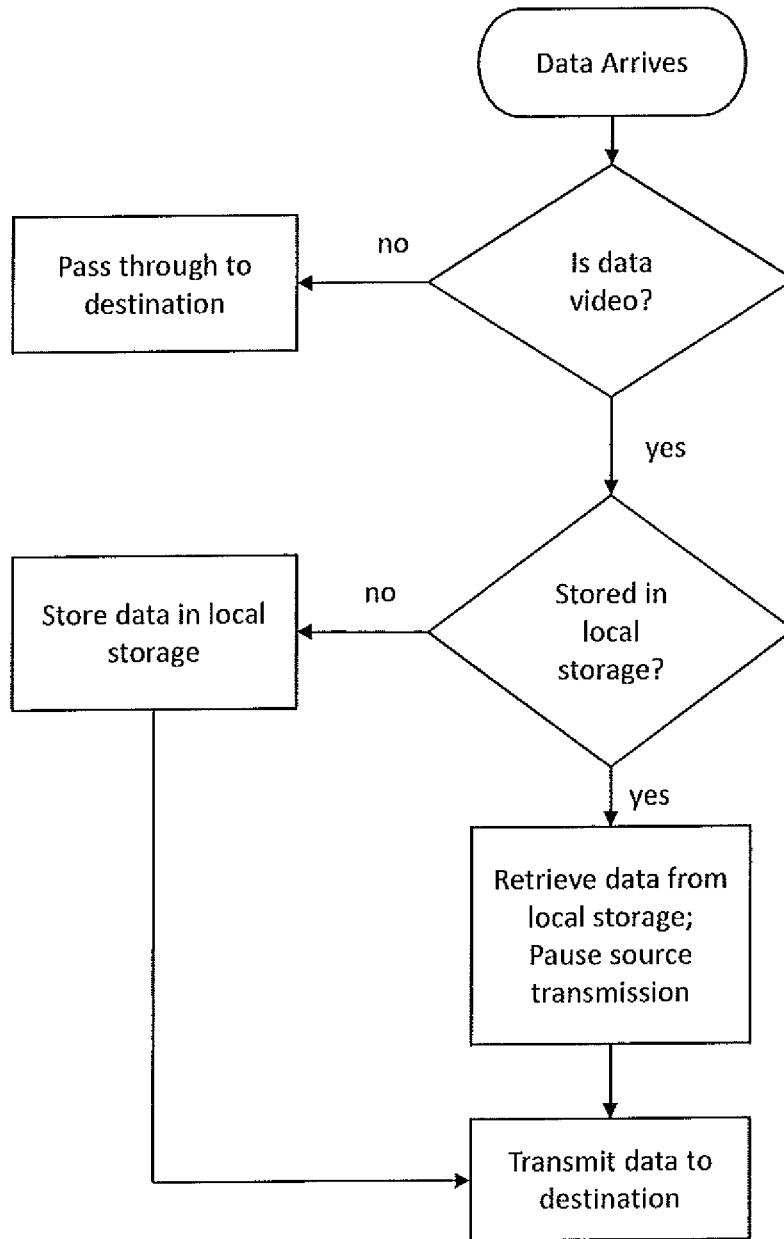 Data Arrives
no
Pass through to
destination
Is data
video?
yes
no
Store data in local
storage
Stored in
local
storage?
yes
Retrieve data from
local storage;
Pause source
transmission
Transmit data to
destination